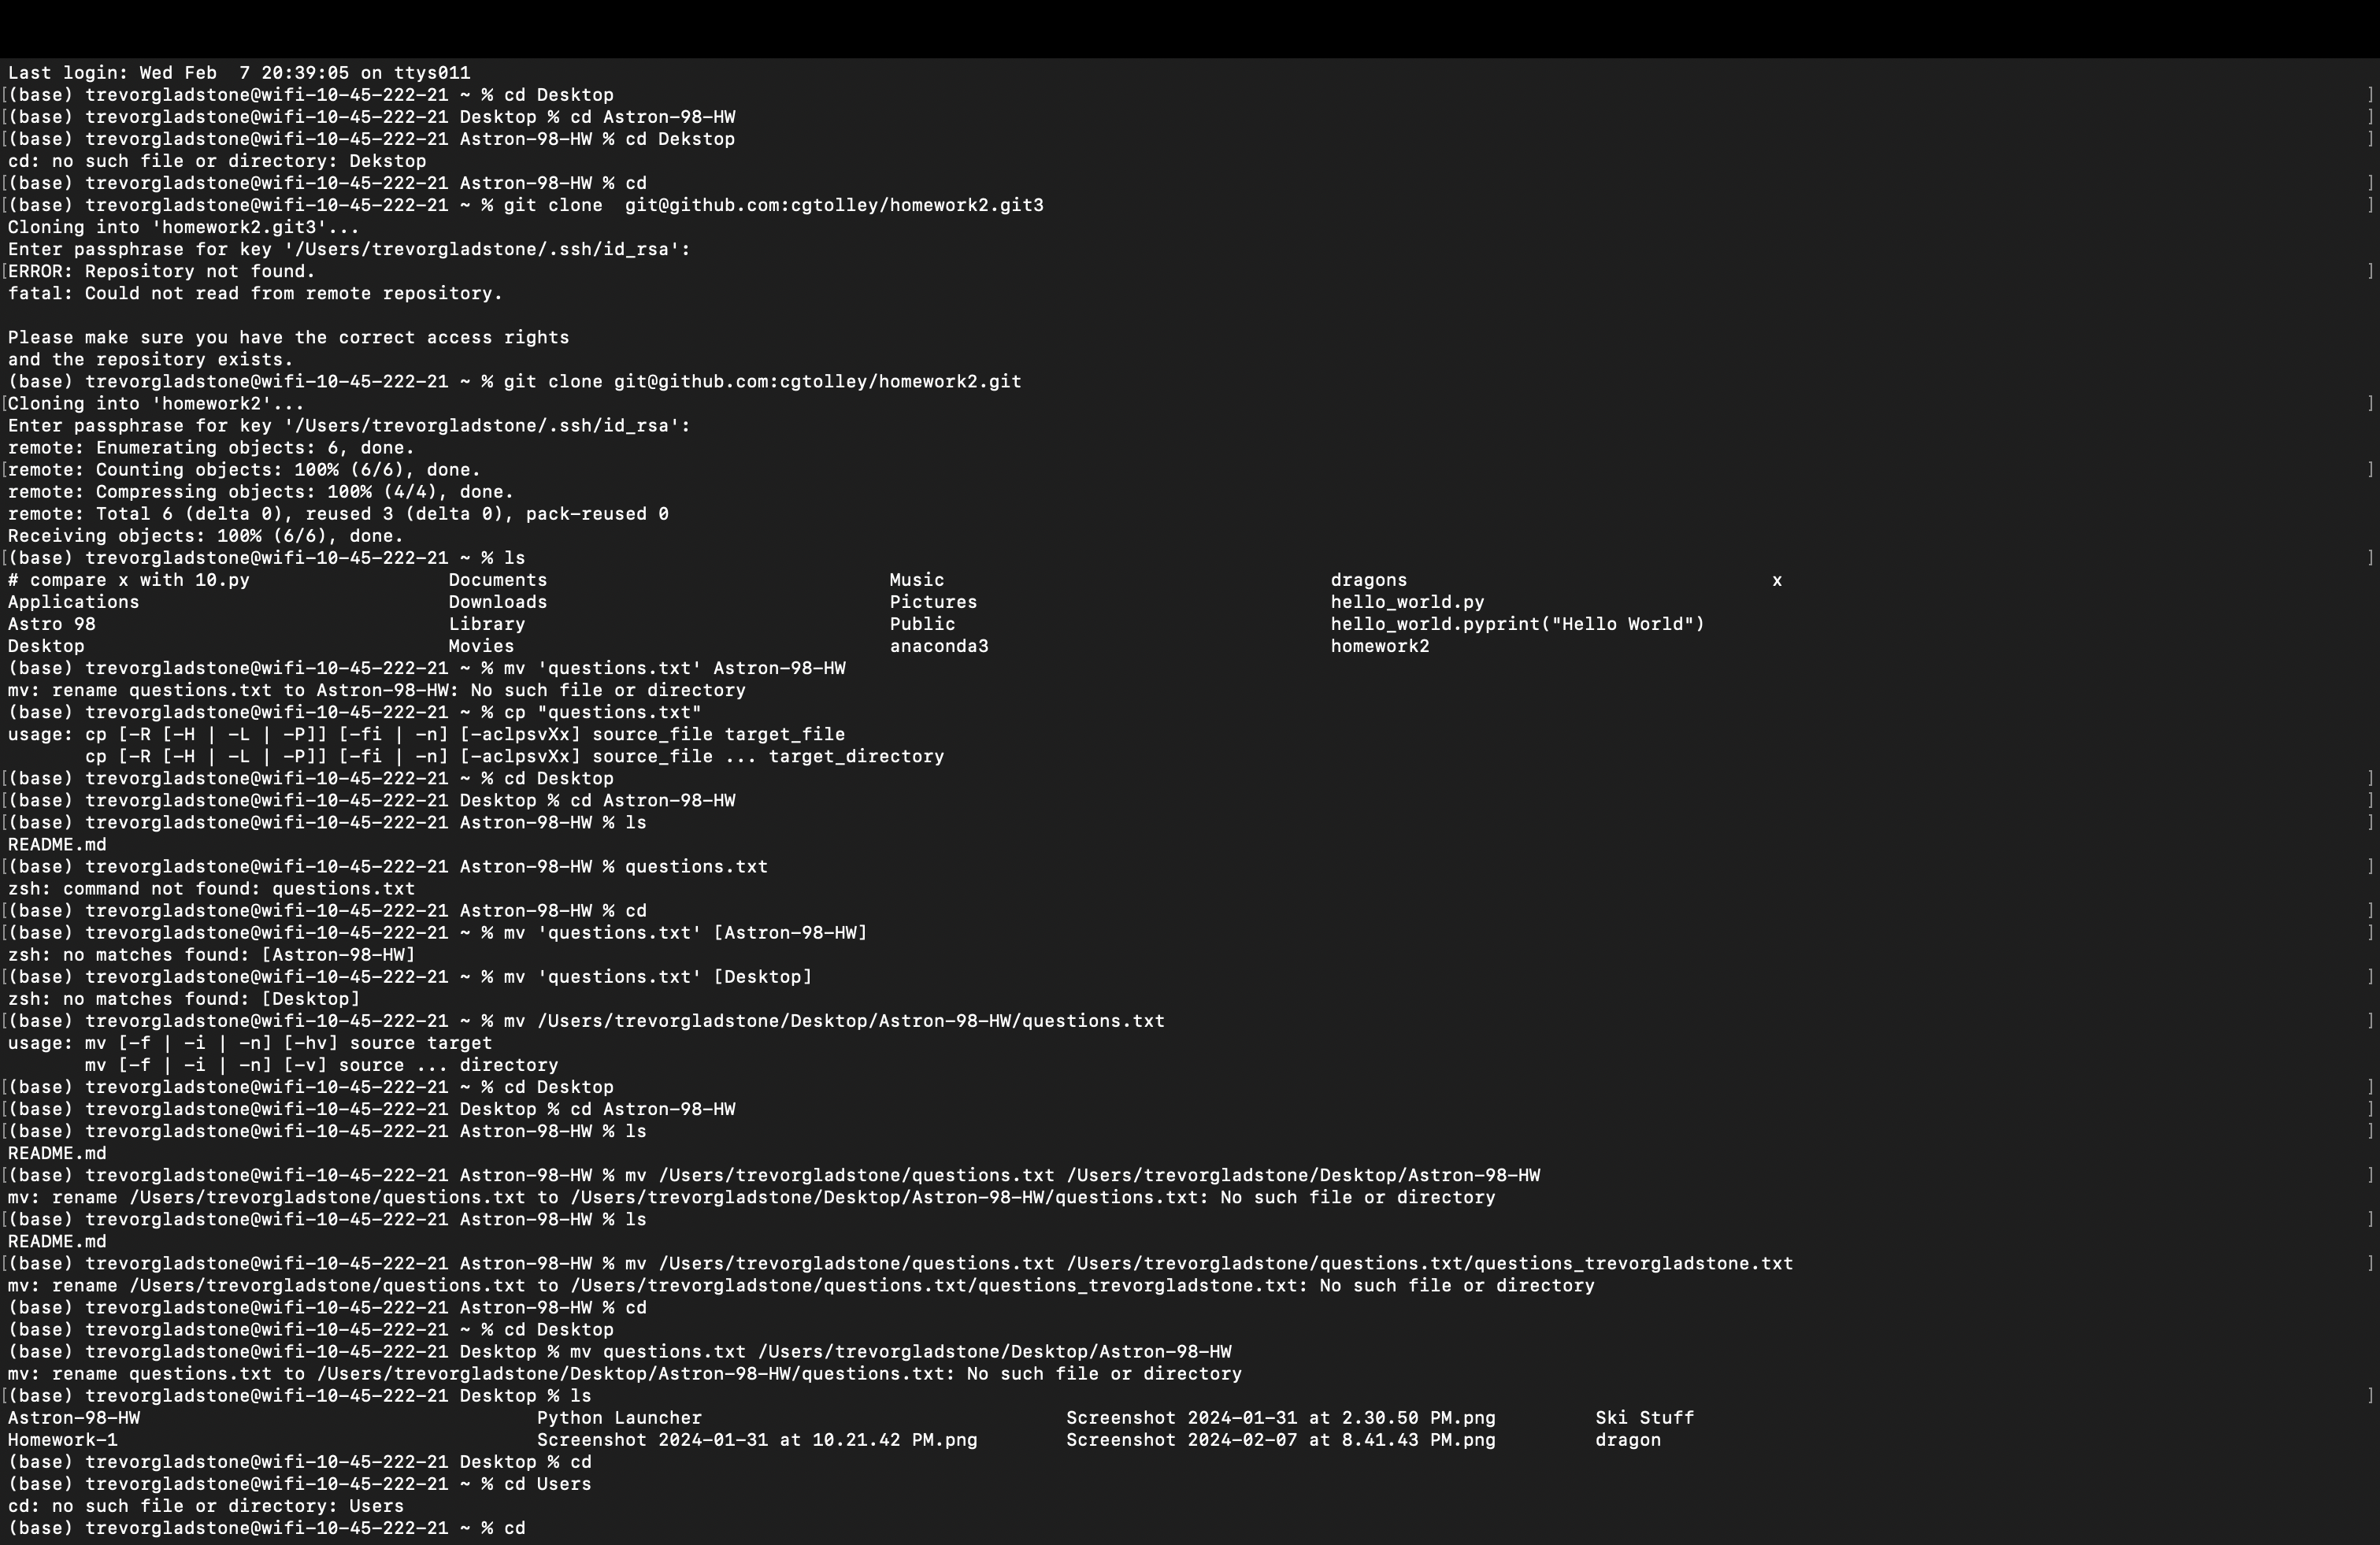 Last login: Wed Feb  7 20:39:05 on ttys011
[(base) trevorgladstone@wifi-10-45-222-21 ~ % cd Desktop ]
[(base) trevorgladstone@wifi-10-45-222-21 Desktop % cd Astron-98-HW ]
[(base) trevorgladstone@wifi-10-45-222-21 Astron-98-HW % cd Dekstop ]
cd: no such file or directory: Dekstop
[(base) trevorgladstone@wifi-10-45-222-21 Astron-98-HW % cd ]
[(base) trevorgladstone@wifi-10-45-222-21 ~ % git clone  git@github.com:cgtolley/homework2.git3 ]
Cloning into 'homework2.git3'...
Enter passphrase for key '/Users/trevorgladstone/.ssh/id_rsa':
[ERROR: Repository not found. ]
fatal: Could not read from remote repository.

Please make sure you have the correct access rights
and the repository exists.
(base) trevorgladstone@wifi-10-45-222-21 ~ % git clone git@github.com:cgtolley/homework2.git
[Cloning into 'homework2'... ]
Enter passphrase for key '/Users/trevorgladstone/.ssh/id_rsa':
remote: Enumerating objects: 6, done.
[remote: Counting objects: 100% (6/6), done. ]
remote: Compressing objects: 100% (4/4), done.
remote: Total 6 (delta 0), reused 3 (delta 0), pack-reused 0
Receiving objects: 100% (6/6), done.
[(base) trevorgladstone@wifi-10-45-222-21 ~ % ls ]
# compare x with 10.py Documents Music dragons x
Applications Downloads Pictures hello_world.py
Astro 98 Library Public hello_world.pyprint("Hello World")
Desktop Movies anaconda3 homework2
(base) trevorgladstone@wifi-10-45-222-21 ~ % mv 'questions.txt' Astron-98-HW
mv: rename questions.txt to Astron-98-HW: No such file or directory
(base) trevorgladstone@wifi-10-45-222-21 ~ % cp "questions.txt"
usage: cp [-R [-H | -L | -P]] [-fi | -n] [-aclpsvXx] source_file target_file
       cp [-R [-H | -L | -P]] [-fi | -n] [-aclpsvXx] source_file ... target_directory
[(base) trevorgladstone@wifi-10-45-222-21 ~ % cd Desktop ]
[(base) trevorgladstone@wifi-10-45-222-21 Desktop % cd Astron-98-HW ]
[(base) trevorgladstone@wifi-10-45-222-21 Astron-98-HW % ls ]
README.md
[(base) trevorgladstone@wifi-10-45-222-21 Astron-98-HW % questions.txt ]
zsh: command not found: questions.txt
[(base) trevorgladstone@wifi-10-45-222-21 Astron-98-HW % cd ]
[(base) trevorgladstone@wifi-10-45-222-21 ~ % mv 'questions.txt' [Astron-98-HW] ]
zsh: no matches found: [Astron-98-HW]
[(base) trevorgladstone@wifi-10-45-222-21 ~ % mv 'questions.txt' [Desktop] ]
zsh: no matches found: [Desktop]
[(base) trevorgladstone@wifi-10-45-222-21 ~ % mv /Users/trevorgladstone/Desktop/Astron-98-HW/questions.txt ]
usage: mv [-f | -i | -n] [-hv] source target
       mv [-f | -i | -n] [-v] source ... directory
[(base) trevorgladstone@wifi-10-45-222-21 ~ % cd Desktop ]
[(base) trevorgladstone@wifi-10-45-222-21 Desktop % cd Astron-98-HW ]
[(base) trevorgladstone@wifi-10-45-222-21 Astron-98-HW % ls ]
README.md
[(base) trevorgladstone@wifi-10-45-222-21 Astron-98-HW % mv /Users/trevorgladstone/questions.txt /Users/trevorgladstone/Desktop/Astron-98-HW ]
mv: rename /Users/trevorgladstone/questions.txt to /Users/trevorgladstone/Desktop/Astron-98-HW/questions.txt: No such file or directory
[(base) trevorgladstone@wifi-10-45-222-21 Astron-98-HW % ls ]
README.md
[(base) trevorgladstone@wifi-10-45-222-21 Astron-98-HW % mv /Users/trevorgladstone/questions.txt /Users/trevorgladstone/questions.txt/questions_trevorgladstone.txt ]
mv: rename /Users/trevorgladstone/questions.txt to /Users/trevorgladstone/questions.txt/questions_trevorgladstone.txt: No such file or directory
(base) trevorgladstone@wifi-10-45-222-21 Astron-98-HW % cd
(base) trevorgladstone@wifi-10-45-222-21 ~ % cd Desktop
(base) trevorgladstone@wifi-10-45-222-21 Desktop % mv questions.txt /Users/trevorgladstone/Desktop/Astron-98-HW
mv: rename questions.txt to /Users/trevorgladstone/Desktop/Astron-98-HW/questions.txt: No such file or directory
[(base) trevorgladstone@wifi-10-45-222-21 Desktop % ls ]
Astron-98-HW Python Launcher Screenshot 2024-01-31 at 2.30.50 PM.png Ski Stuff
Homework-1 Screenshot 2024-01-31 at 10.21.42 PM.png Screenshot 2024-02-07 at 8.41.43 PM.png dragon
(base) trevorgladstone@wifi-10-45-222-21 Desktop % cd
(base) trevorgladstone@wifi-10-45-222-21 ~ % cd Users
cd: no such file or directory: Users
(base) trevorgladstone@wifi-10-45-222-21 ~ % cd